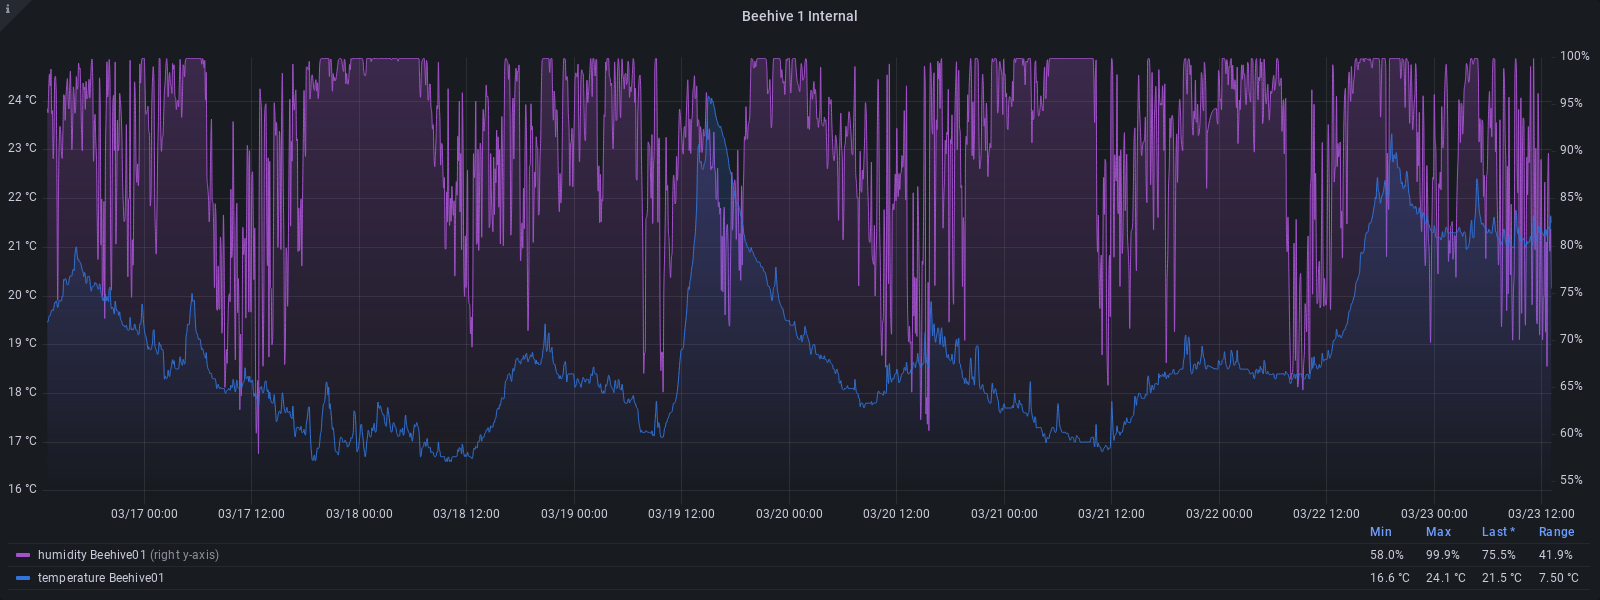 i
Beehive 1 Internal
100%
24 °C 95%
23 °C 90%
22 °C 85%
21 °C 80%
20 °C 75%
19 °C 70%
18 °C 65%
17 °C 60%
16 °C 55%
03/17 00:00 03/17 12:00 03/18 00:00 03/18 12:00 03/19 00:00 03/19 12:00 03/20 00:00 03/20 12:00 03/21 00:00 03/21 12:00 03/22 00:00 03/22 12:00 03/23 00:00 03/23 12:00
Min Max Last * Range
humidity Beehive01 (right y-axis) 58.0% 99.9% 75.5% 41.9%
temperature Beehive01 16.6 °C 24.1 °C 21.5 °C 7.50 °C